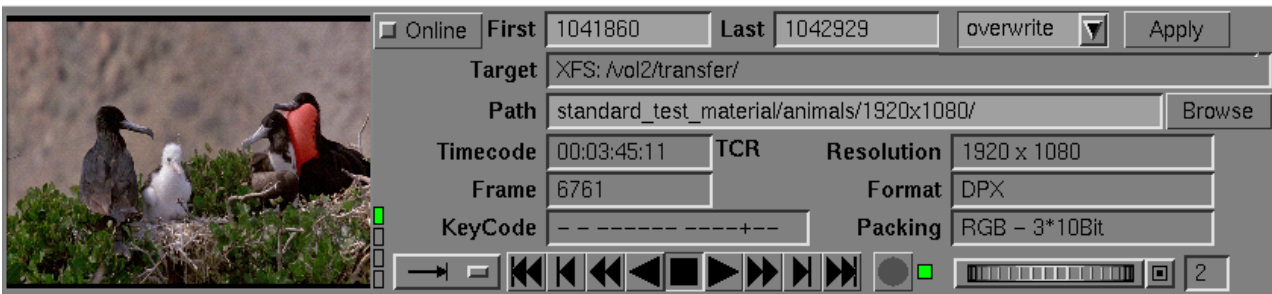 Online First 1041860 Last 1042929 overwrite Apply
Target XFS: /vol2/transfer/
Path standard_test_material/animals/1920x1080/ Browse
Timecode 00:03:45:11 TCR Resolution 1920 x 1080
Frame 6761 Format DPX
KeyCode – – – – – – – – – – – – –+– – Packing RGB – 3*10Bit
2